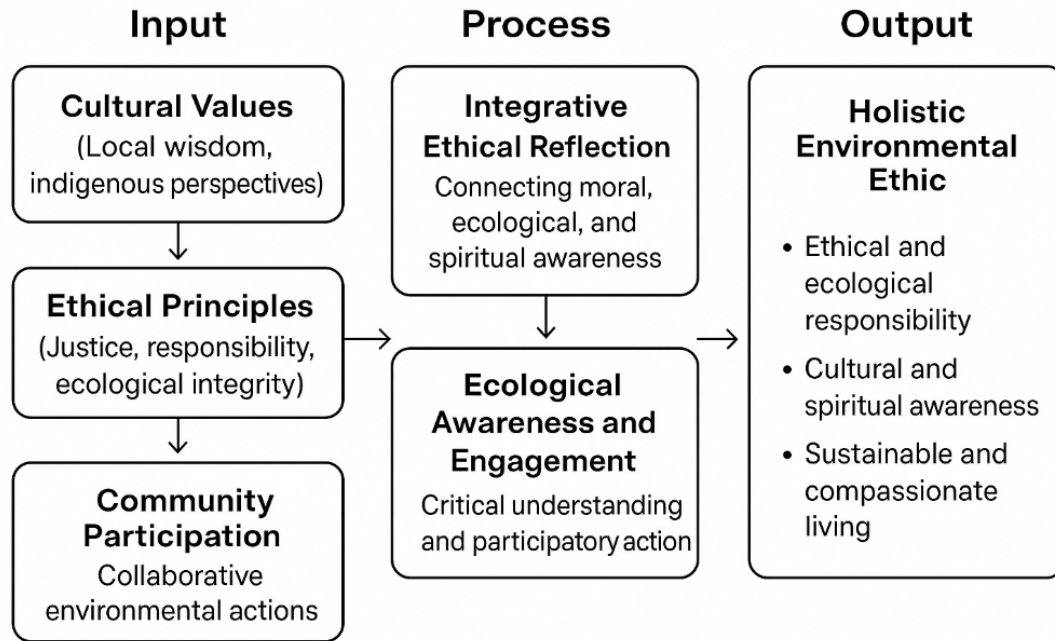 Input
Cultural Values
(Local wisdom,
indigenous perspectives)
Ethical Principles
(Justice, responsibility,
ecological integrity)
Community
Participation
Collaborative
environmental actions
Process
Integrative
Ethical Reflection
Connecting moral,
ecological, and
spiritual awareness
Ecological
Awareness and
Engagement
Critical understanding
and participatory action
Output
Holistic
Environmental
Ethic
• Ethical and
ecological
responsibility
• Cultural and
spiritual awareness
• Sustainable and
compassionate
living